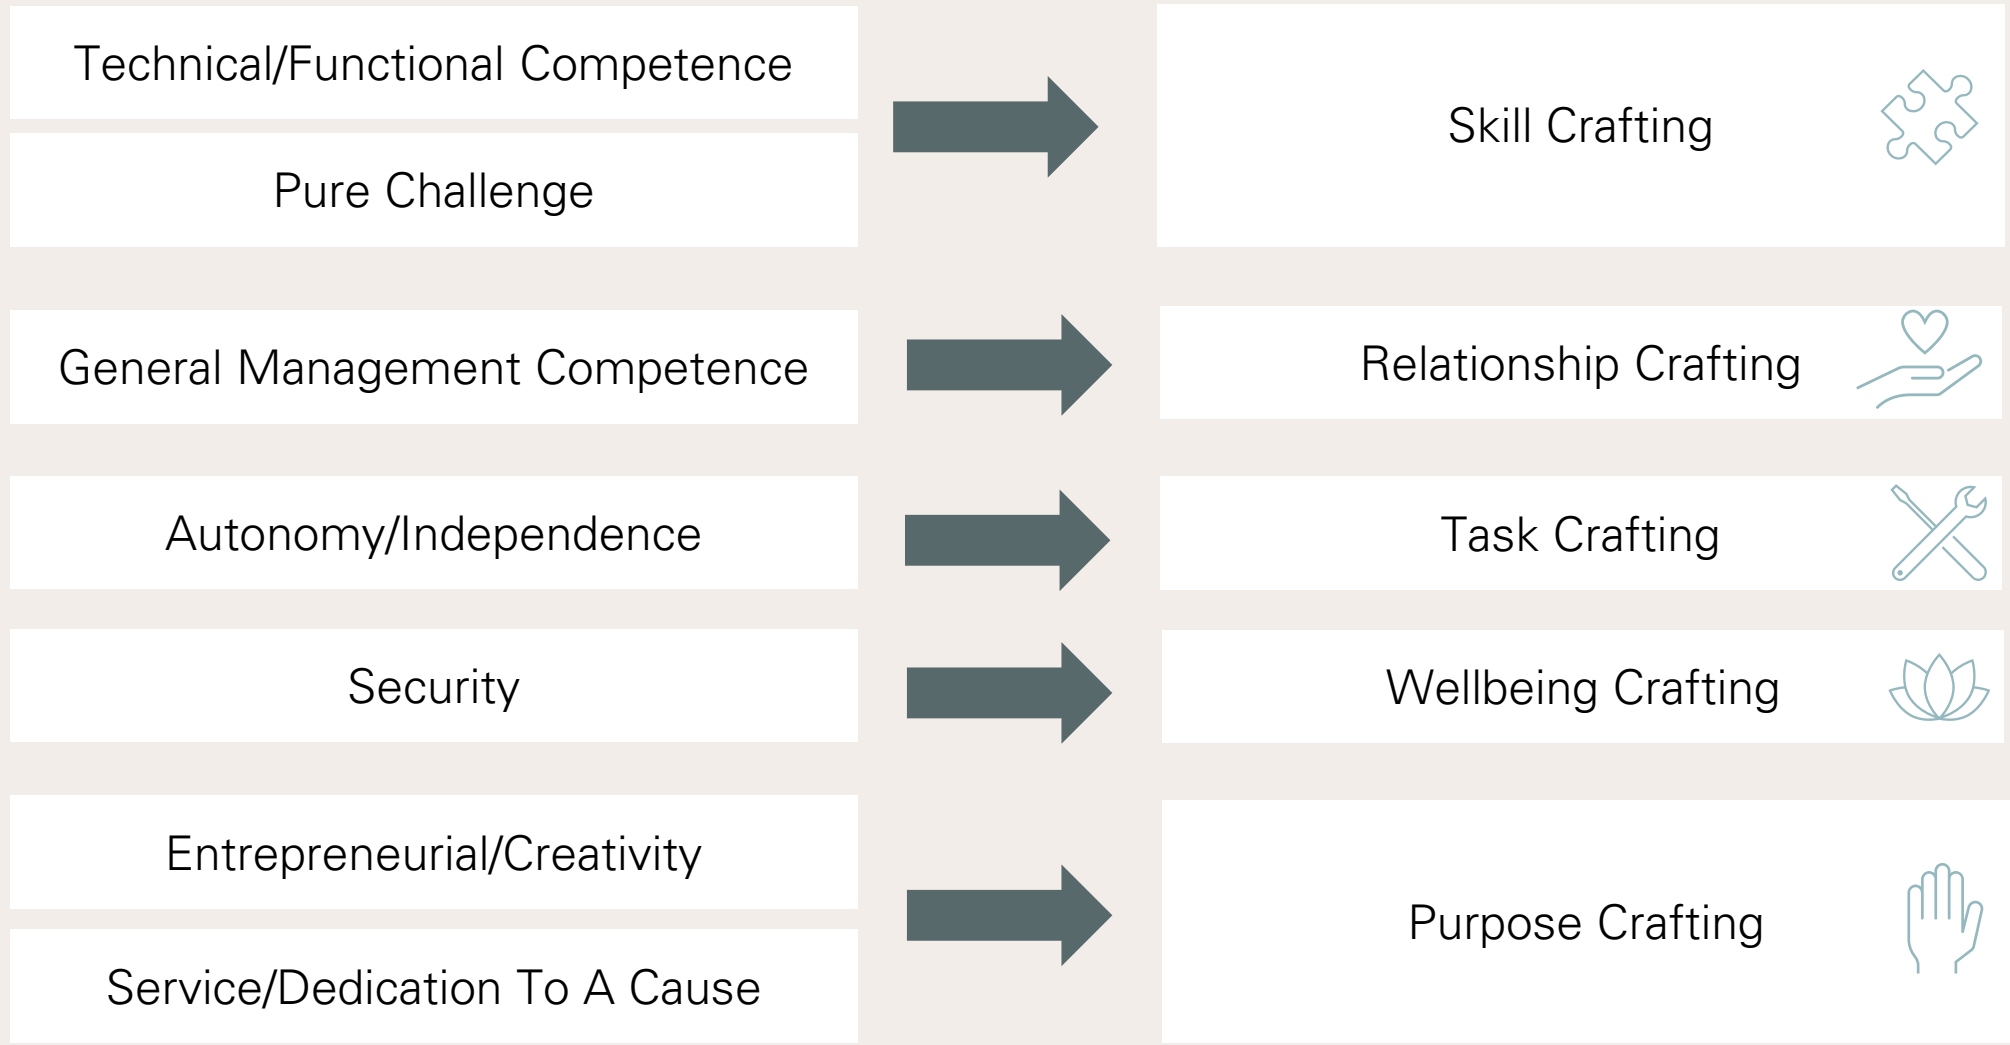 Technical/Functional Competence
Pure Challenge
Skill Crafting
General Management Competence
Relationship Crafting
Autonomy/Independence
Task Crafting
Security
Wellbeing Crafting
Entrepreneurial/Creativity
Service/Dedication To A Cause
Purpose Crafting